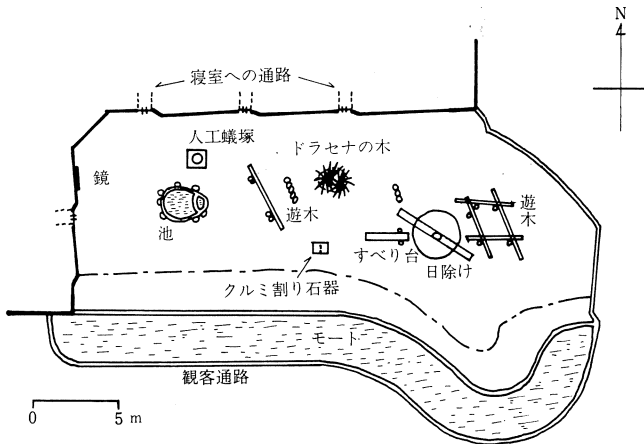 N
寝室への通路
人工蟻塚
ドラセナの木
鏡
池
遊木
遊木
すべり台
日除け
クルミ割り石器
モート
観客通路
0 5 m